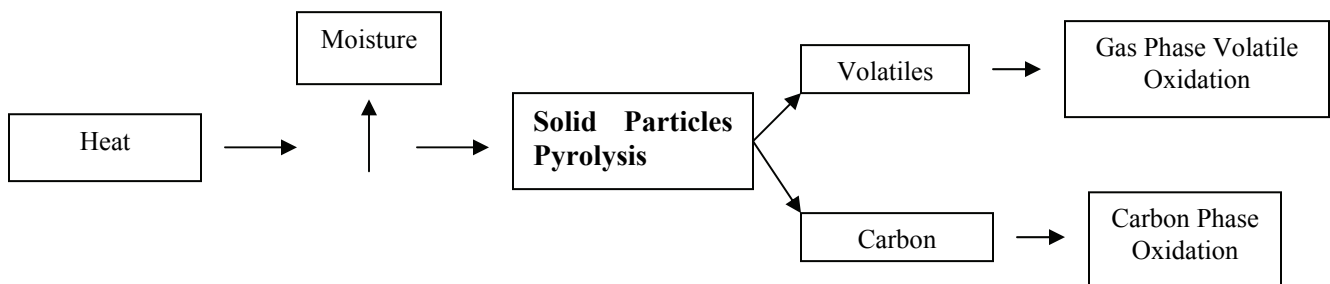 Moisture
Heat
Solid Particles
Pyrolysis
Volatiles
Gas Phase Volatile
Oxidation
Carbon
Carbon Phase
Oxidation